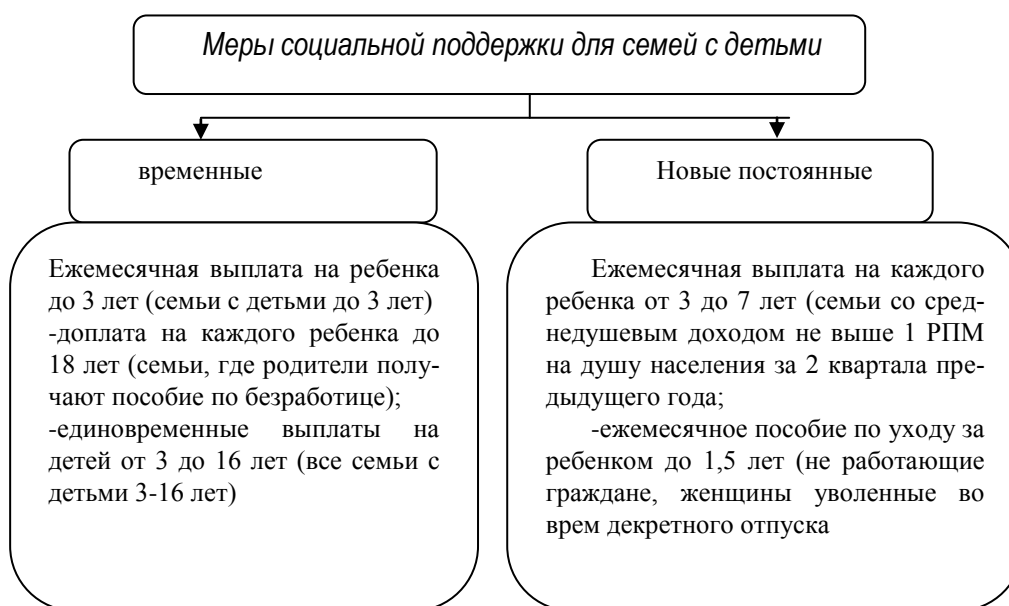 Меры социальной поддержки для семей с детьми
временные
Ежемесячная выплата на ребенка
до 3 лет (семьи с детьми до 3 лет)
-доплата на каждого ребенка до
18 лет (семьи, где родители полу-
чают пособие по безработице);
-единовременные выплаты на
детей от 3 до 16 лет (все семьи с
детьми 3-16 лет)
Новые постоянные
Ежемесячная выплата на каждого
ребенка от 3 до 7 лет (семьи со сред-
недушевым доходом не выше 1 РПМ
на душу населения за 2 квартала пре-
дыдущего года;
-ежемесячное пособие по уходу за
ребенком до 1,5 лет (не работающие
граждане, женщины уволенные во
врем декретного отпуска